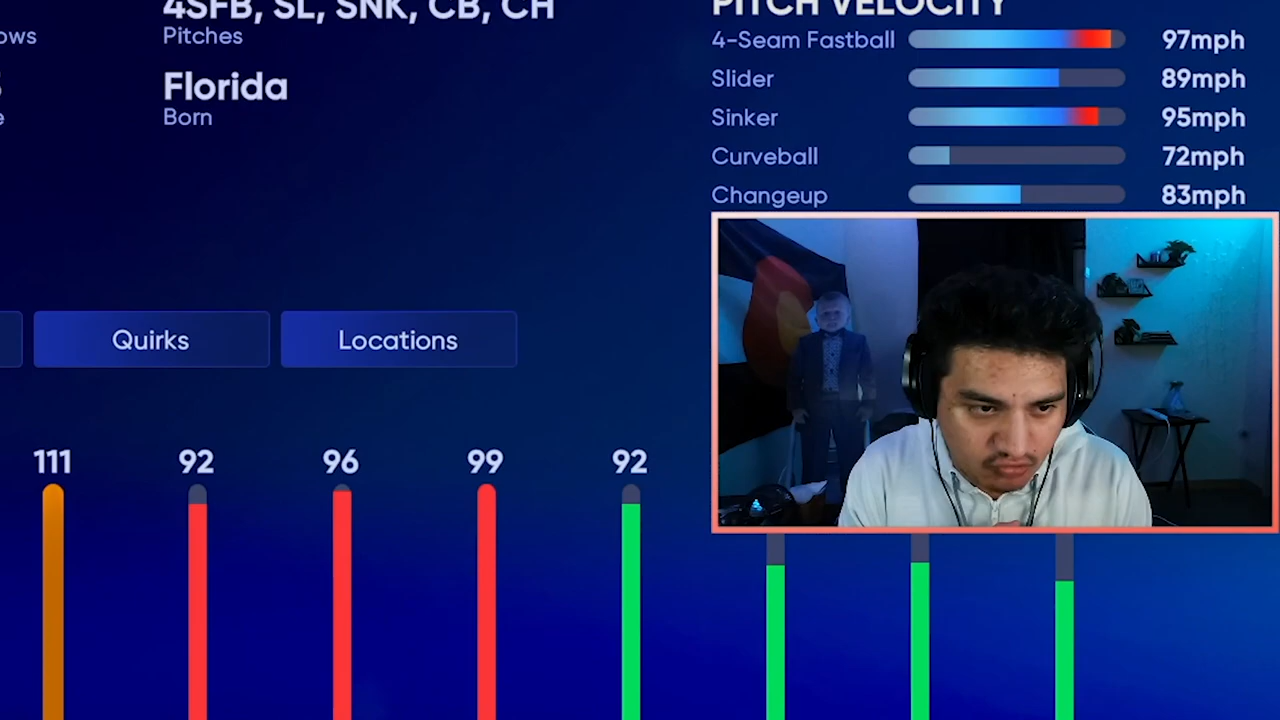 4SFB, SL, SNK, CB, CH
Pitches
Florida
Born
PITCH VELOCITY
4-Seam Fastball 97mph
Slider 89mph
Sinker 95mph
Curveball 72mph
Changeup 83mph
Quirks Locations
111 92 96 99 92